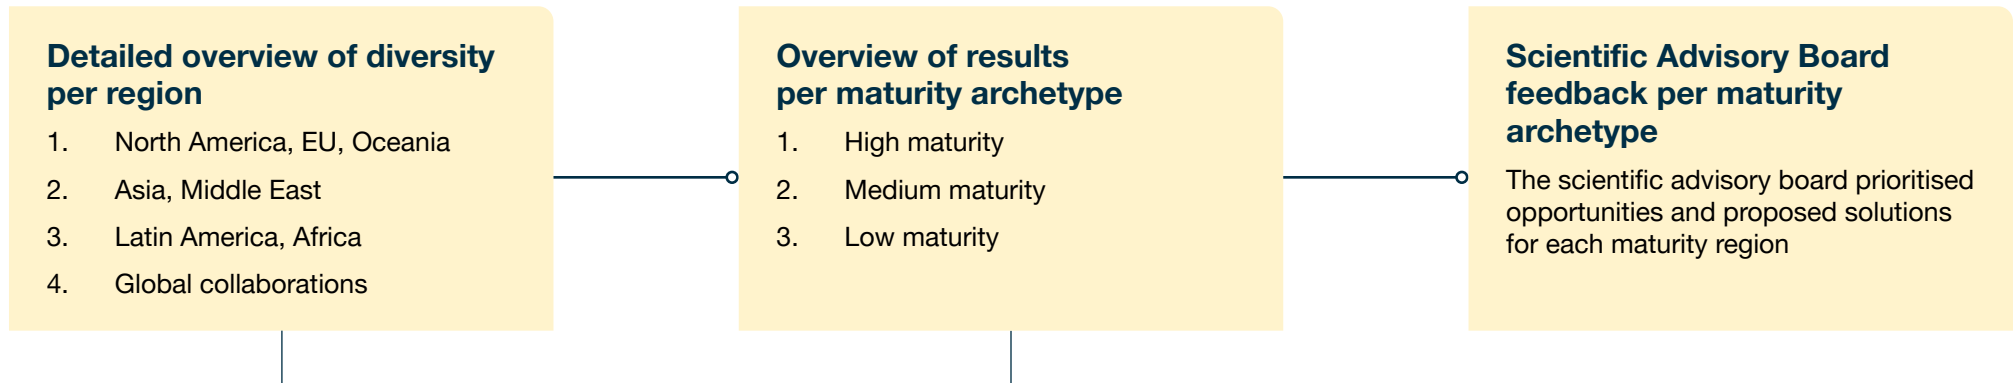 Detailed overview of diversity
per region
1. North America, EU, Oceania
2. Asia, Middle East
3. Latin America, Africa
4. Global collaborations
Overview of results
per maturity archetype
1. High maturity
2. Medium maturity
3. Low maturity
Scientific Advisory Board
feedback per maturity
archetype
The scientific advisory board prioritised
opportunities and proposed solutions
for each maturity region